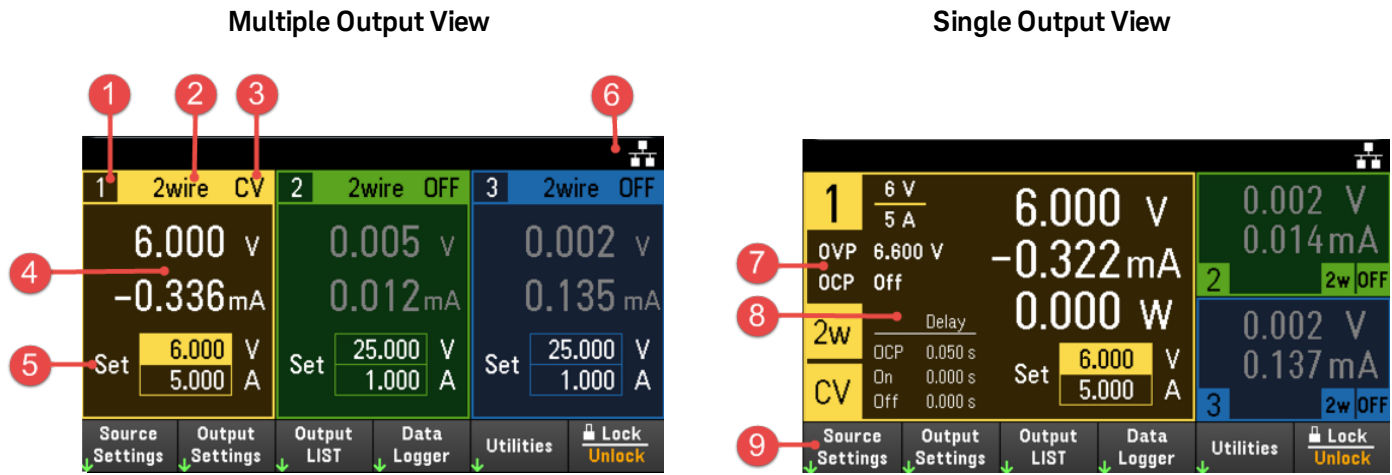 Multiple Output View
Single Output View
1 2 3 6
1 2wire CV 2 2wire OFF 3 2wire OFF
6.000 V 0.005 V 0.002 V
4
-0.336mA 0.012mA 0.135 mA
5
Set 6.000 V Set 25.000 V Set 25.000 V
5.000 A 1.000 A 1.000 A
Source Settings Output Settings Output LIST Data Logger Utilities Lock Unlock
1 6 V 6.000 V 0.002 V
5 A 0.014mA
7
OVP 6.600 V -0.322mA
OCP Off 2 2w OFF
8
2w Delay 0.000 W 0.002 V
OCP 0.050 s 0.137 mA
On 0.000 s Set 6.000 V
CV Off 0.000 s 5.000 A 3 2w OFF
9
Source Settings Output Settings Output LIST Data Logger Utilities Lock Unlock